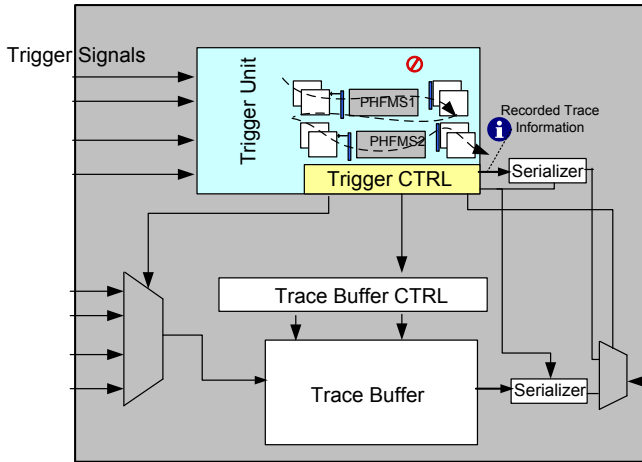 Trigger Signals
Trigger Unit
PHFMS1
PHFMS2
Recorded Trace
Information
Trigger CTRL
Serializer
Trace Buffer CTRL
Trace Buffer
Serializer